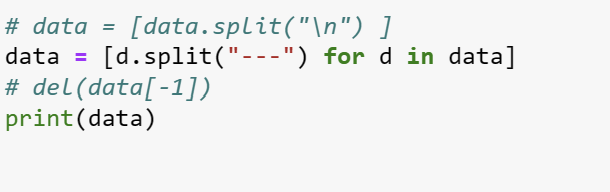 # data = [data.split("\n") ]
data = [d.split("---") for d in data]
# del(data[-1])
print(data)